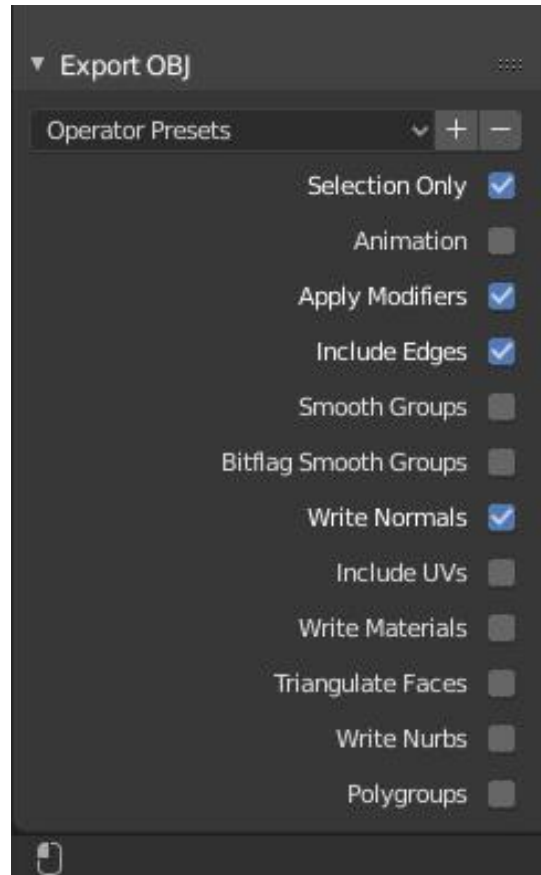 Export OBJ
Operator Presets
Selection Only
Animation
Apply Modifiers
Include Edges
Smooth Groups
Bitflag Smooth Groups
Write Normals
Include UVs
Write Materials
Triangulate Faces
Write Nurbs
Polygroups